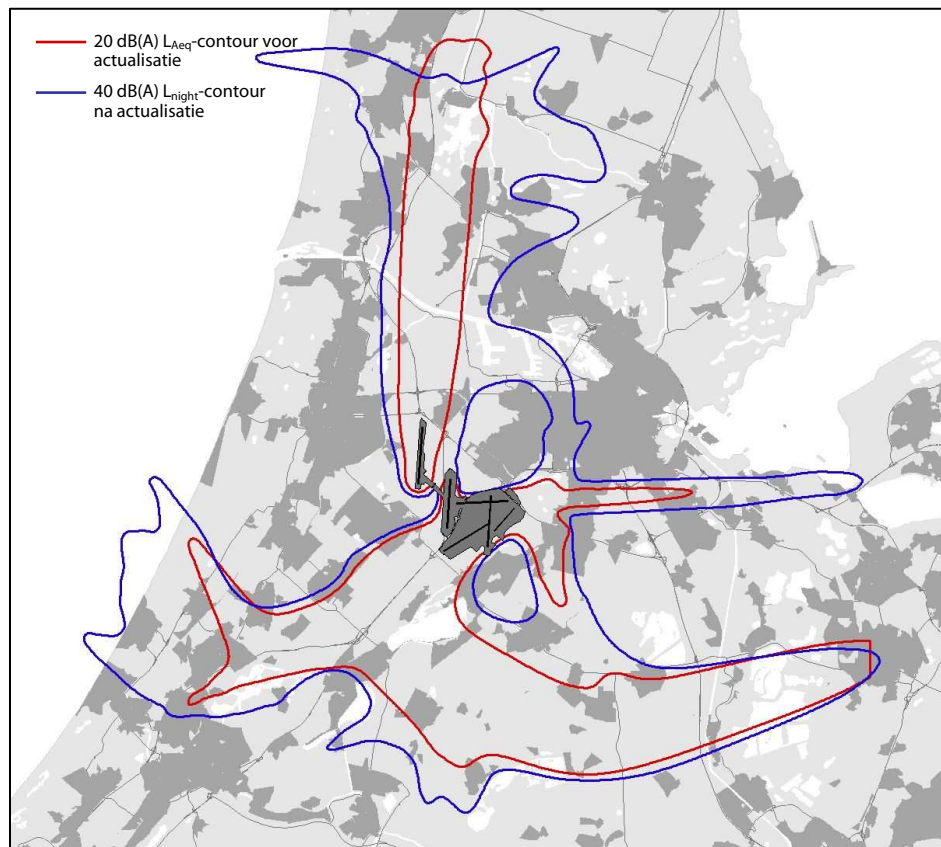 20 dB(A) LAeq-contour voor
actualisatie
40 dB(A) Lnight-contour
na actualisatie